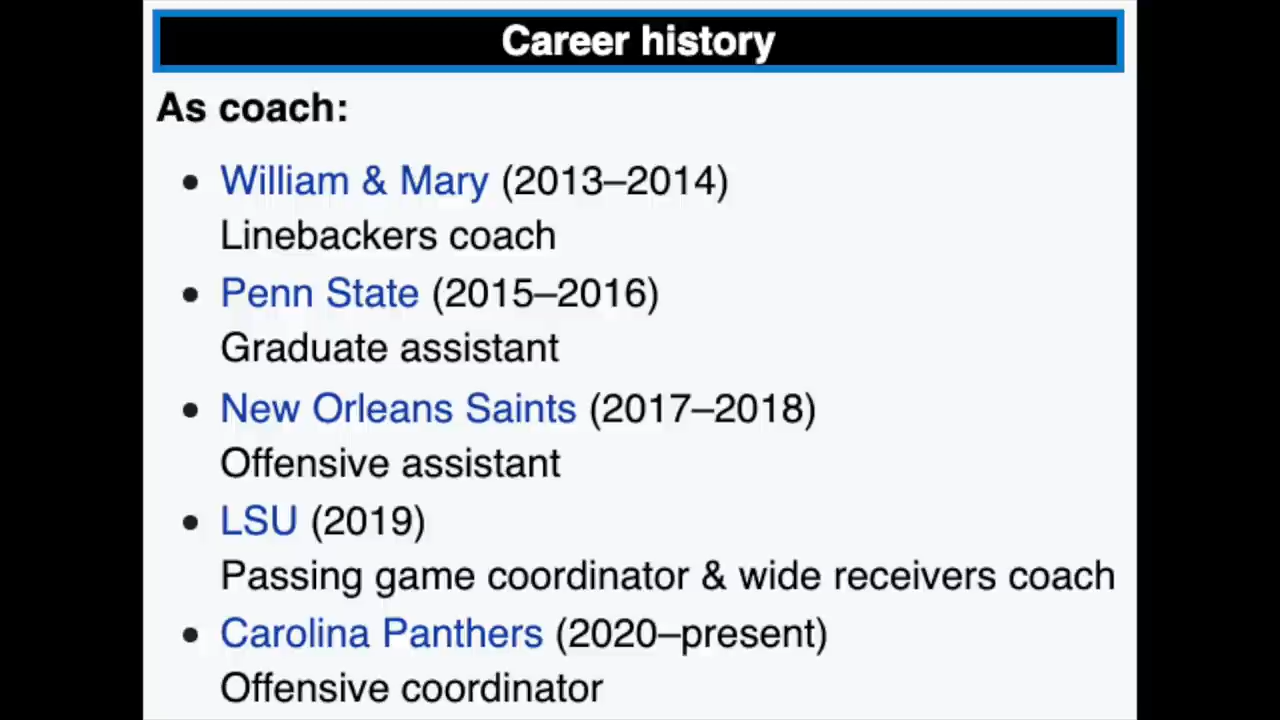 Career history
As coach:
• William & Mary (2013–2014)
Linebackers coach
• Penn State (2015–2016)
Graduate assistant
• New Orleans Saints (2017–2018)
Offensive assistant
• LSU (2019)
Passing game coordinator & wide receivers coach
• Carolina Panthers (2020–present)
Offensive coordinator